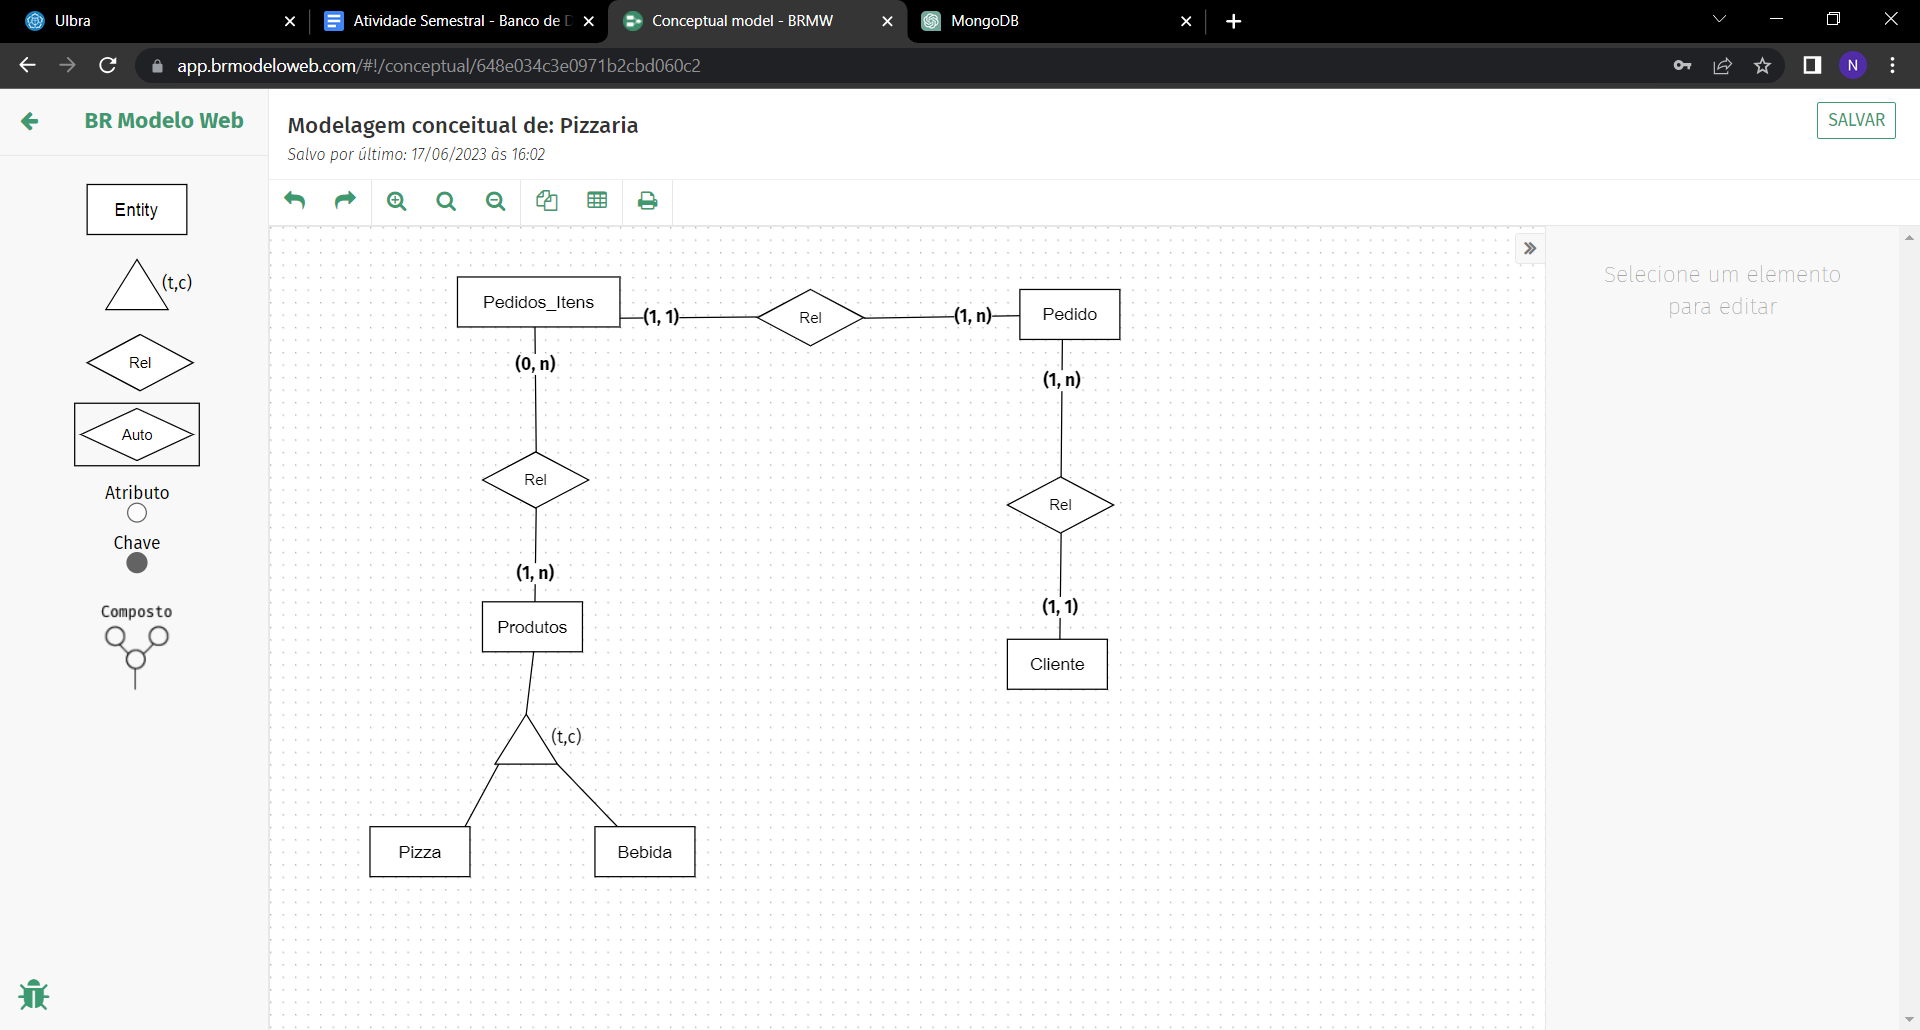 Ulbra
Atividade Semestral - Banco de D
Conceptual model - BRMW
MongoDB
app.brmodeloweb.com/#!/conceptual/648e034c3e0971b2cbd060c2
N
BR Modelo Web
Modelagem conceitual de: Pizzaria
Salvo por último: 17/06/2023 às 16:02
SALVAR
Entity
(t,c)
Rel
Auto
Atributo
Chave
Composto
Pedidos_Itens
(1, 1)
Rel
(1, n)
Pedido
(0, n)
(1, n)
Rel
Rel
(1, n)
(1, 1)
Produtos
Cliente
(t,c)
Pizza
Bebida
Selecione um elemento
para editar